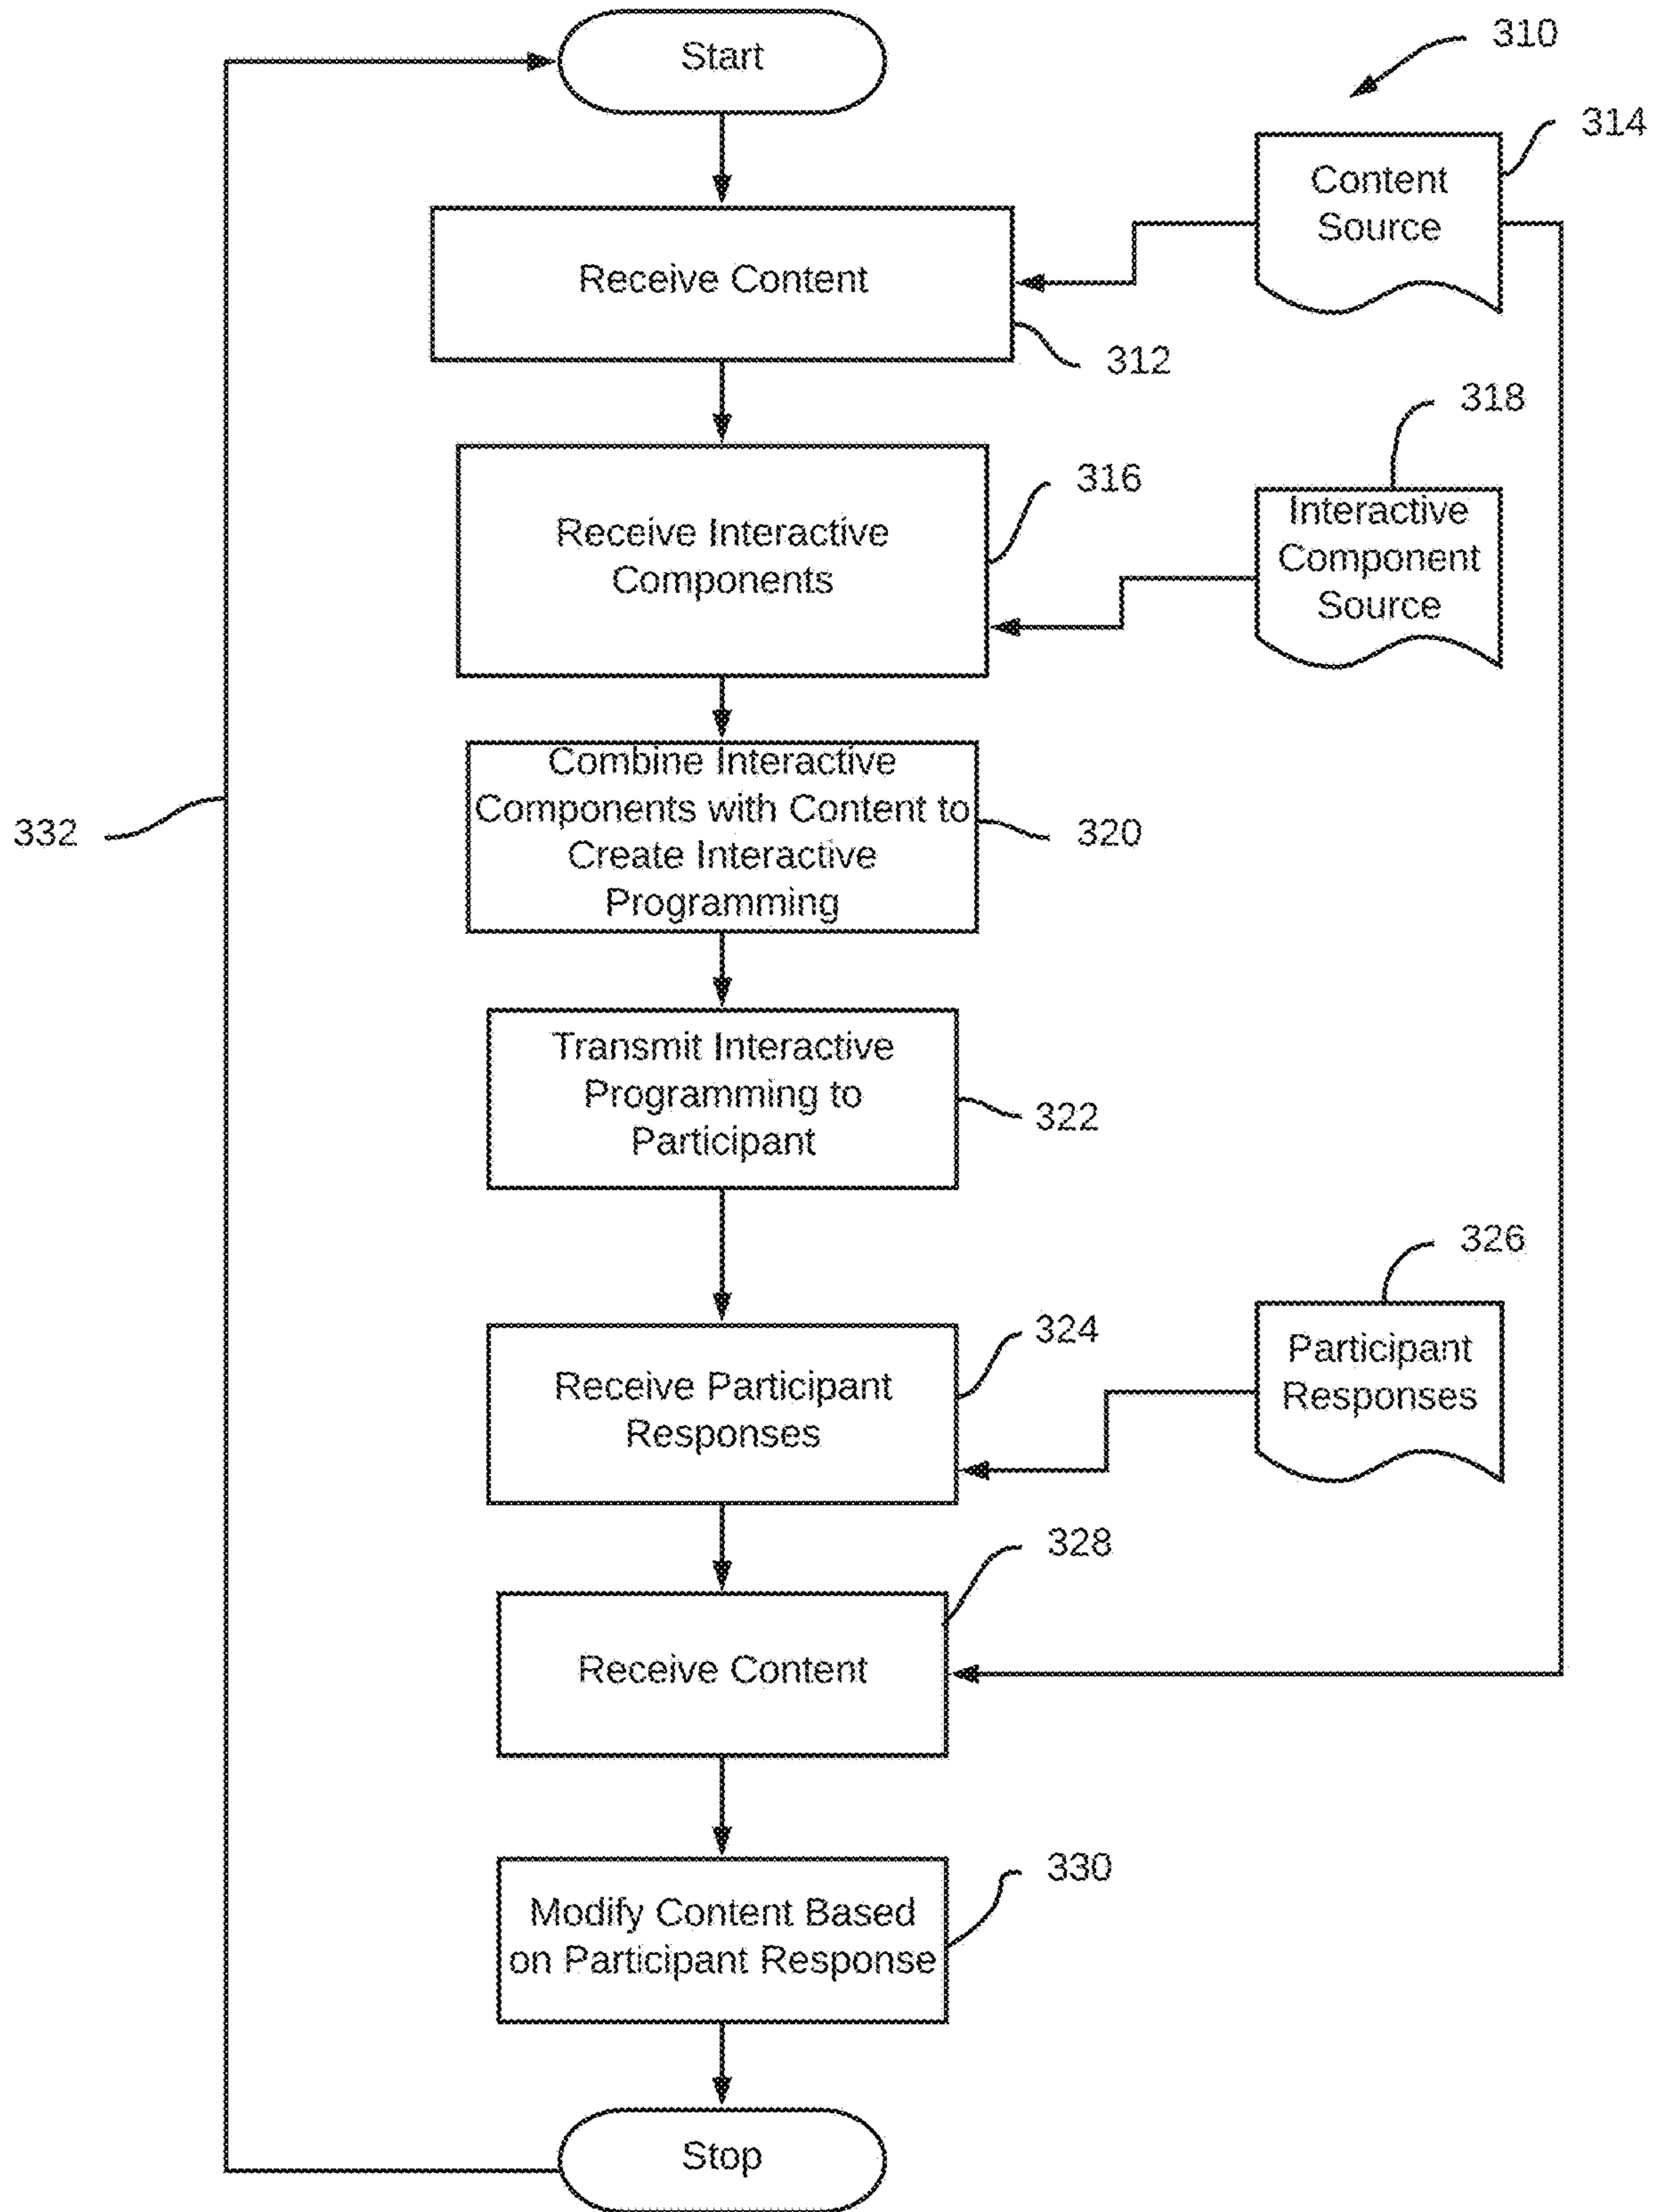 Start
310
314
Content
Source
Receive Content
312
318
316
Interactive
Component
Source
Receive Interactive
Components
Combine Interactive
Components with Content to
Create Interactive
Programming
332
320
Transmit Interactive
Programming to
Participant
322
326
324
Participant
Responses
Receive Participant
Responses
328
Receive Content
330
Modify Content Based
on Participant Response
Stop